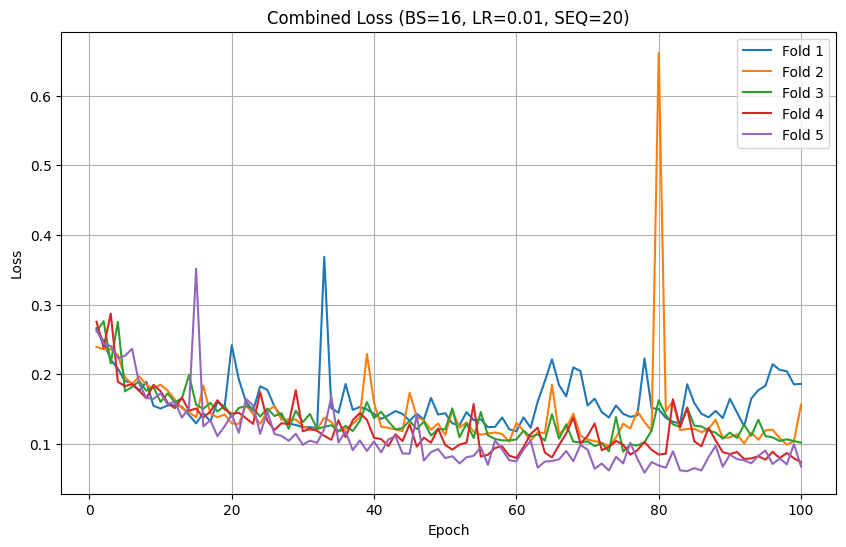 Combined Loss (BS=16, LR=0.01, SEQ=20)
Fold 1
Fold 2
Fold 3
Fold 4
Fold 5
Loss
0.6
0.5
0.4
0.3
0.2
0.1
0 20 40 60 80 100
Epoch